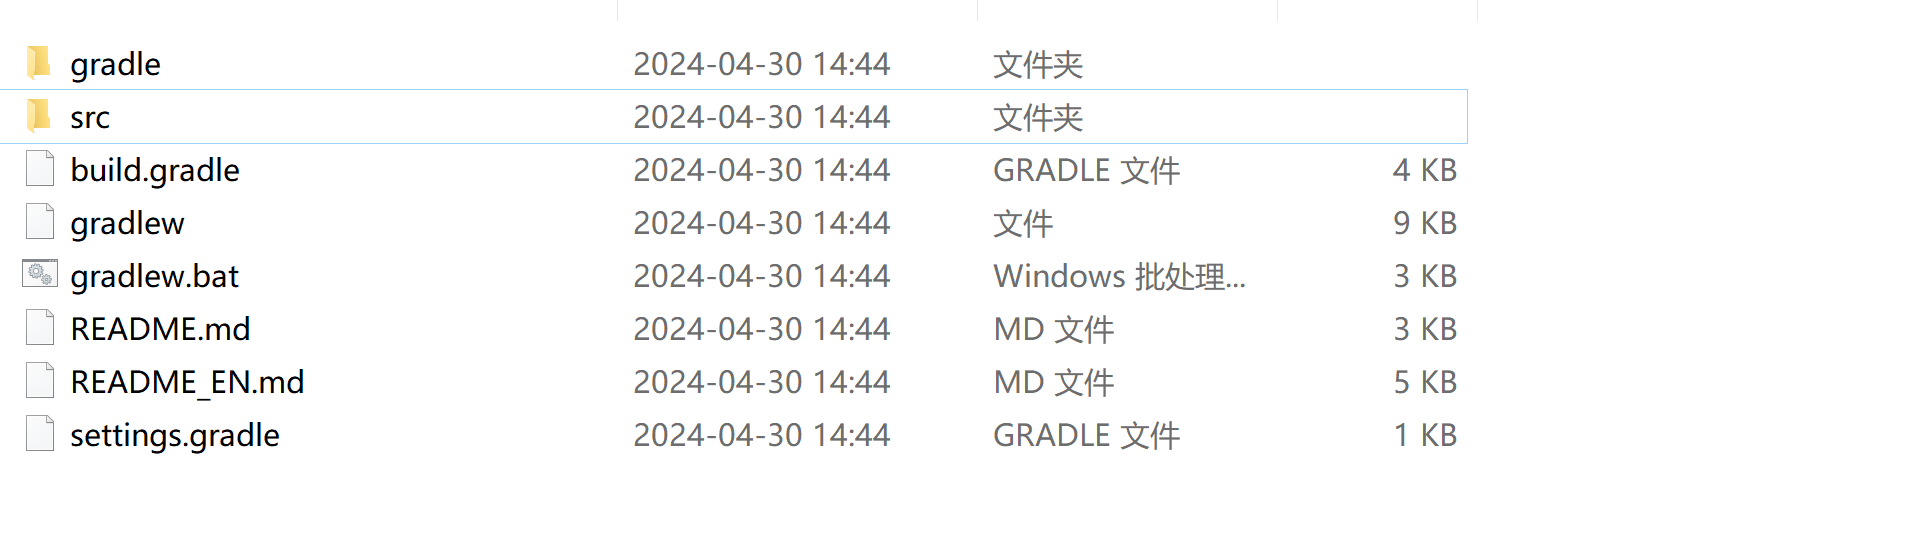 gradle 2024-04-30 14:44 文件夹
src 2024-04-30 14:44 文件夹
build.gradle 2024-04-30 14:44 GRADLE 文件 4 KB
gradlew 2024-04-30 14:44 文件 9 KB
gradlew.bat 2024-04-30 14:44 Windows 批处理... 3 KB
README.md 2024-04-30 14:44 MD 文件 3 KB
README_EN.md 2024-04-30 14:44 MD 文件 5 KB
settings.gradle 2024-04-30 14:44 GRADLE 文件 1 KB